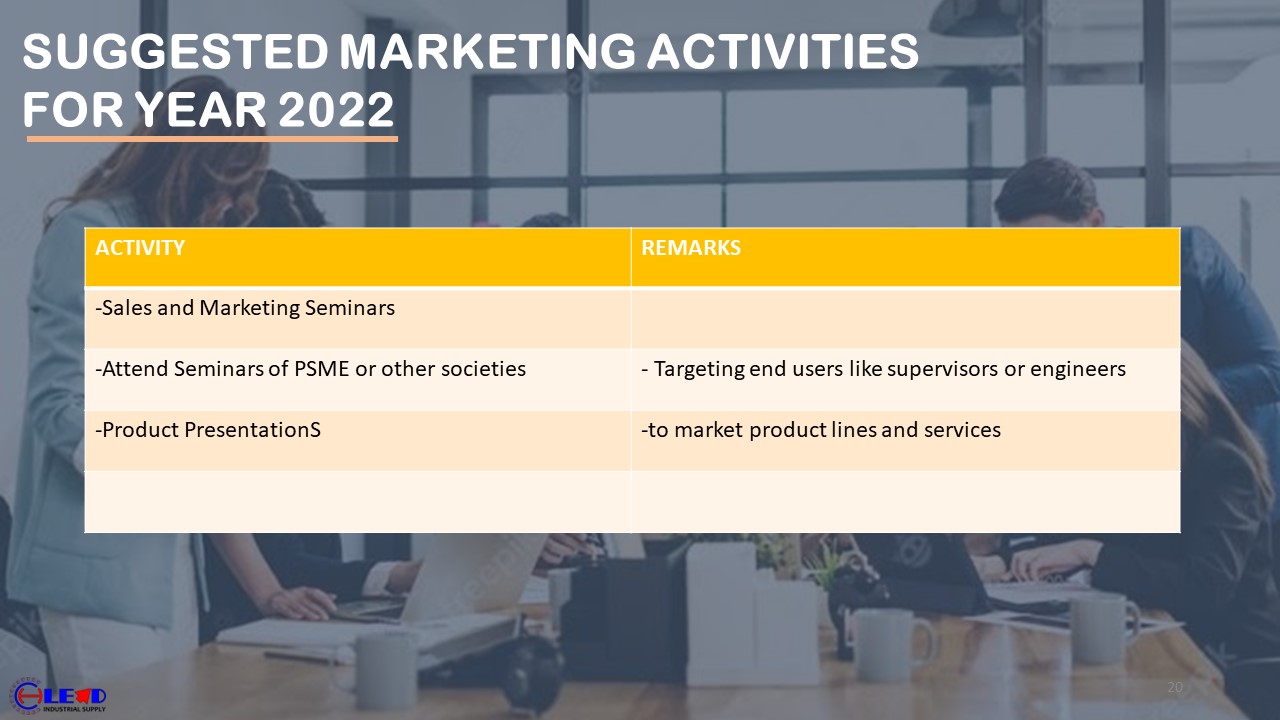 SUGGESTED MARKETING ACTIVITIES
FOR YEAR 2022
ACTIVITY
REMARKS
-Sales and Marketing Seminars
-Attend Seminars of PSME or other societies
- Targeting end users like supervisors or engineers
-Product PresentationS
-to market product lines and services
LEAD
INDUSTRIAL SUPPLY
20